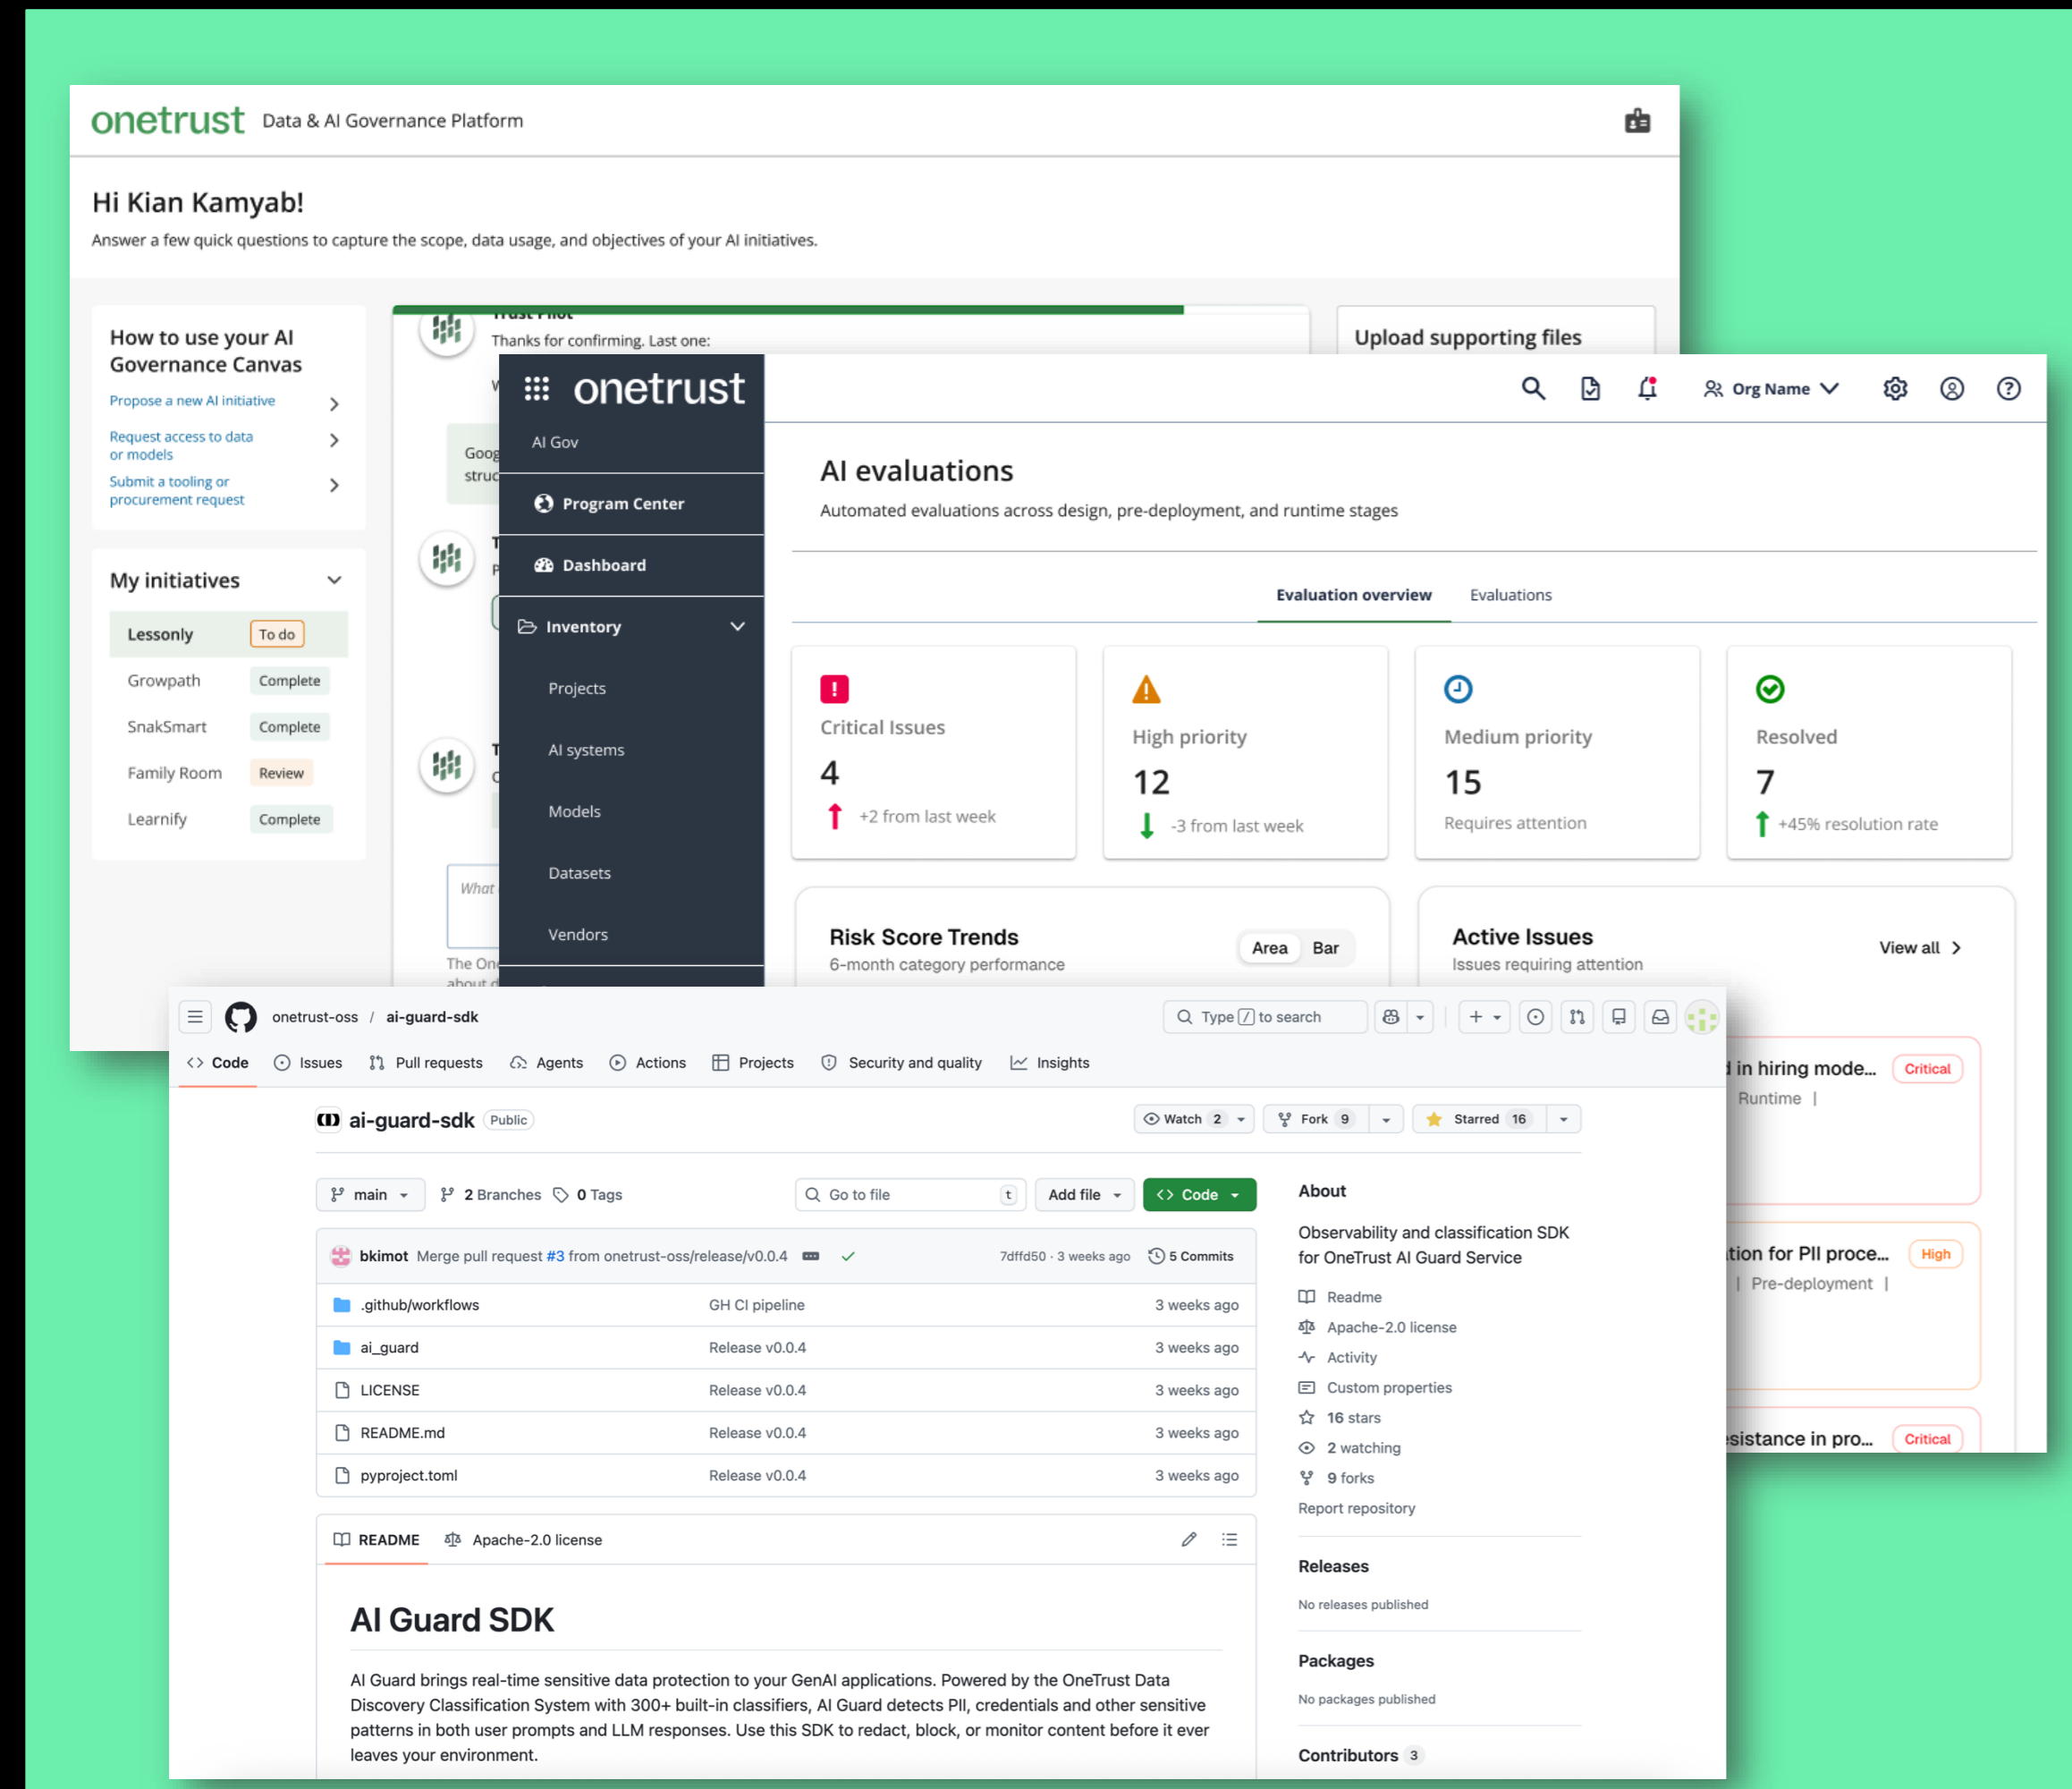 onetrust Data & AI Governance Platform
Hi Kian Kamyab!
Answer a few quick questions to capture the scope, data usage, and objectives of your AI initiatives.
How to use your AI
Governance Canvas
Propose a new AI initiative
Request access to data
or models
Submit a tooling or
procurement request
My initiatives
Lessonly To do
Growpath Complete
SnakSmart Complete
Family Room Review
Learnify Complete
Trust Pilot
Thanks for confirming. Last one:
What
The
about
Upload supporting files
onetrust
AI Gov
Program Center
Dashboard
Inventory
Projects
AI systems
Models
Datasets
Vendors
Org Name
AI evaluations
Automated evaluations across design, pre-deployment, and runtime stages
Evaluation overview Evaluations
Critical Issues
4
+2 from last week
High priority
12
-3 from last week
Medium priority
15
Requires attention
Resolved
7
+45% resolution rate
Risk Score Trends
6-month category performance
Area Bar
Active Issues
Issues requiring attention
View all
in hiring mode... Critical
Runtime |
for PII proce... High
| Pre-deployment |
in pro... Critical
onetrust-oss / ai-guard-sdk
Type / to search
Code Issues Pull requests Agents Actions Projects Security and quality Insights
ai-guard-sdk Public
Watch 2 Fork 9 Starred 16
main 2 Branches 0 Tags
Go to file t Add file Code
bkimot Merge pull request #3 from onetrust-oss/release/v0.0.4 7dffd50 · 3 weeks ago 5 Commits
.github/workflows GH CI pipeline 3 weeks ago
ai_guard Release v0.0.4 3 weeks ago
LICENSE Release v0.0.4 3 weeks ago
README.md Release v0.0.4 3 weeks ago
pyproject.toml Release v0.0.4 3 weeks ago
README Apache-2.0 license
AI Guard SDK
AI Guard brings real-time sensitive data protection to your GenAI applications. Powered by the OneTrust Data
Discovery Classification System with 300+ built-in classifiers, AI Guard detects PII, credentials and other sensitive
patterns in both user prompts and LLM responses. Use this SDK to redact, block, or monitor content before it ever
leaves your environment.
About
Observability and classification SDK
for OneTrust AI Guard Service
Readme
Apache-2.0 license
Activity
Custom properties
16 stars
2 watching
9 forks
Report repository
Releases
No releases published
Packages
No packages published
Contributors 3